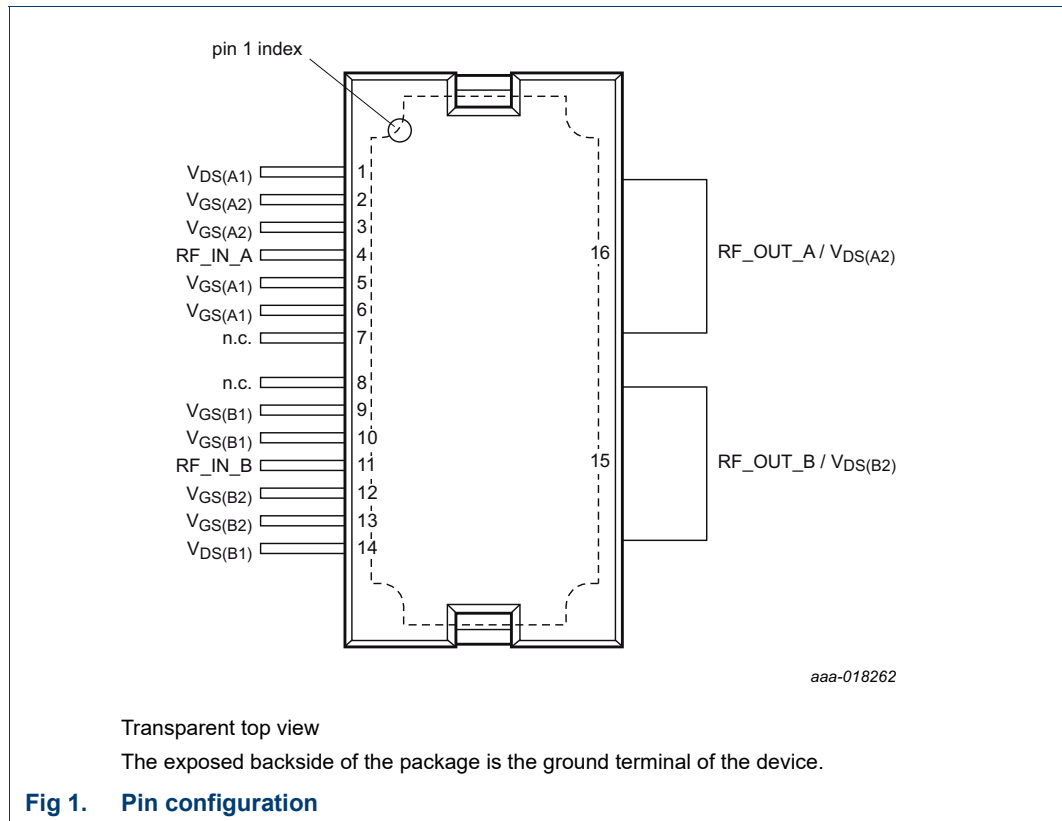 pin 1 index
VDS(A1) 1
VGS(A2) 2
VGS(A2) 3
RF_IN_A 4
VGS(A1) 5
VGS(A1) 6
n.c. 7
n.c. 8
VGS(B1) 9
VGS(B1) 10
RF_IN_B 11
VGS(B2) 12
VGS(B2) 13
VDS(B1) 14
16 RF_OUT_A / VDS(A2)
15 RF_OUT_B / VDS(B2)
aaa-018262
Transparent top view
The exposed backside of the package is the ground terminal of the device.
Fig 1. Pin configuration